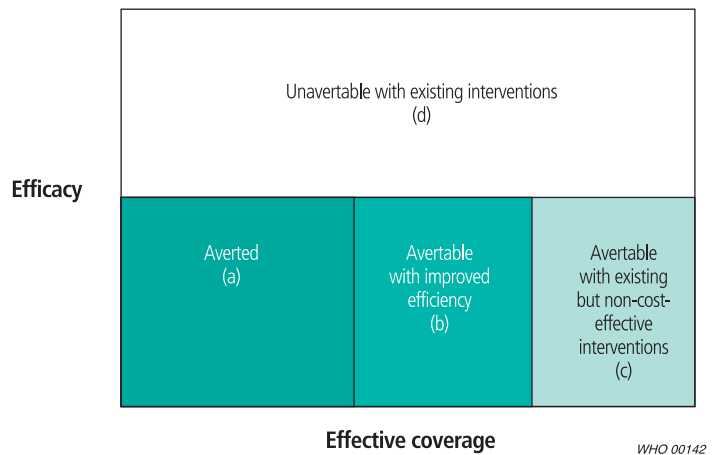 Unavertable with existing interventions
(d)
Efficacy
Averted
(a)
Avertable
with improved
efficiency
(b)
Avertable
with existing
but non-cost-
effective
interventions
(c)
Effective coverage
WHO 00142